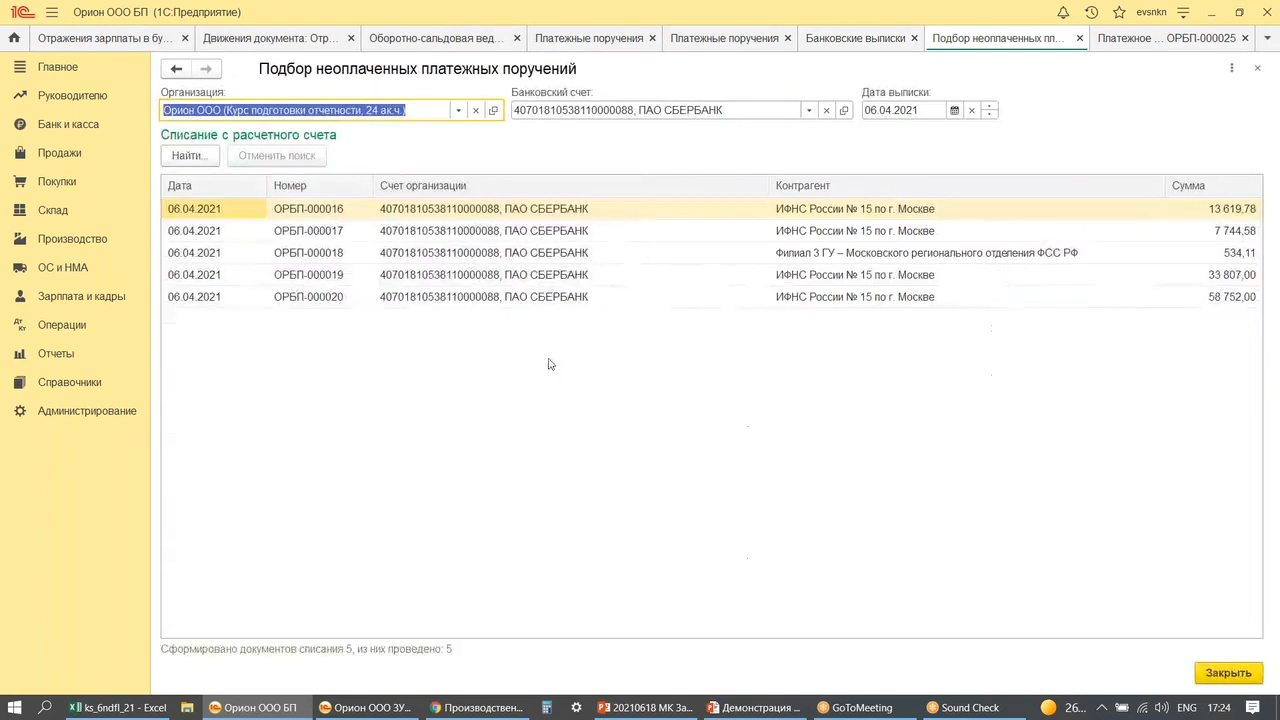 Орион ООО БП (1С:Предприятие)
evsnkn
Отражения зарплаты в бу...
Движения документа: Отр...
Оборотно-сальдовая вед...
Платежные поручения
Платежные поручения
Банковские выписки
Подбор неоплаченных пл...
Платежное ... ОРБП-000025
Главное
Руководителю
Банк и касса
Продажи
Покупки
Склад
Производство
ОС и НМА
Зарплата и кадры
Операции
Отчеты
Справочники
Администрирование
Подбор неоплаченных платежных поручений
Организация:
Банковский счет:
Дата выписки:
Орион ООО (Курс подготовки отчетности, 24 ак.ч.)
40701810538110000088, ПАО СБЕРБАНК
06.04.2021
Списание с расчетного счета
Найти...
Отменить поиск
Дата Номер Счет организации Контрагент Сумма
06.04.2021 ОРБП-000016 40701810538110000088, ПАО СБЕРБАНК ИФНС России № 15 по г. Москве 13 619,78
06.04.2021 ОРБП-000017 40701810538110000088, ПАО СБЕРБАНК ИФНС России № 15 по г. Москве 7 744,58
06.04.2021 ОРБП-000018 40701810538110000088, ПАО СБЕРБАНК Филиал 3 ГУ – Московского регионального отделения ФСС РФ 534,11
06.04.2021 ОРБП-000019 40701810538110000088, ПАО СБЕРБАНК ИФНС России № 15 по г. Москве 33 807,00
06.04.2021 ОРБП-000020 40701810538110000088, ПАО СБЕРБАНК ИФНС России № 15 по г. Москве 58 752,00
Сформировано документов списания 5, из них проведено: 5
Закрыть
ks_6ndfl_21 - Excel
Орион ООО БП
Орион ООО ЗУ...
Производствен...
20210618 МК За...
Демонстрация ...
GoToMeeting
Sound Check
26...
ENG
17:24